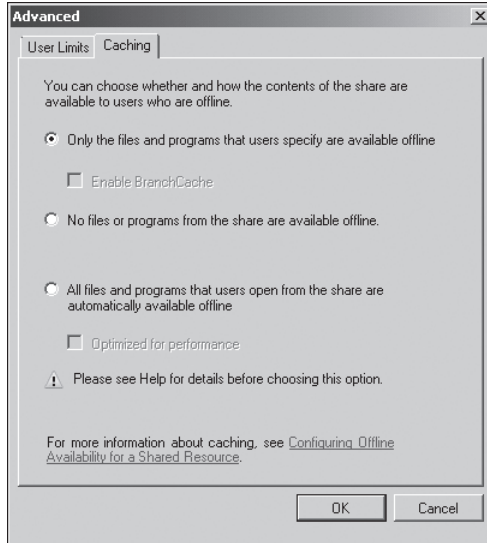 Advanced
User Limits Caching
You can choose whether and how the contents of the share are
available to users who are offline.
Only the files and programs that users specify are available offline
Enable BranchCache
No files or programs from the share are available offline.
All files and programs that users open from the share are
automatically available offline
Optimized for performance
Please see Help for details before choosing this option.
For more information about caching, see Configuring Offline
Availability for a Shared Resource.
OK Cancel